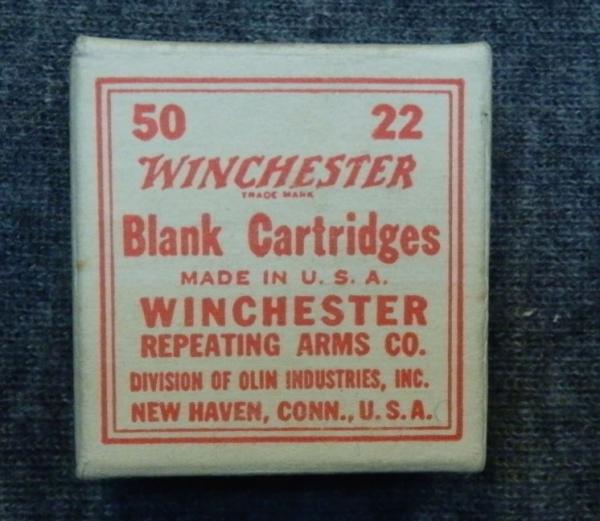 50 22
WINCHESTER
TRADE MARK
Blank Cartridges
MADE IN U. S. A.
WINCHESTER
REPEATING ARMS CO.
DIVISION OF OLIN INDUSTRIES, INC.
NEW HAVEN, CONN., U. S. A.